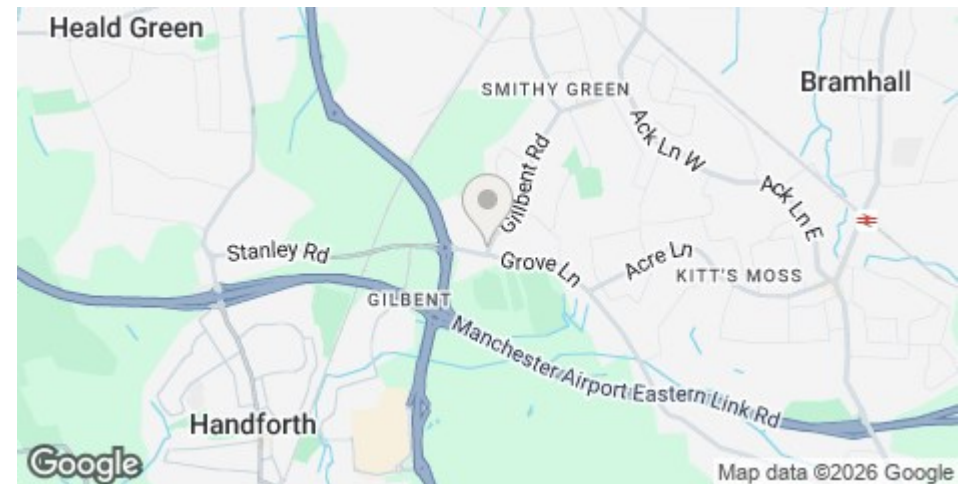 Heald Green
Bramhall
SMITHY GREEN
Ack Ln W
Gilbent Rd
Ack Ln E
Stanley Rd
Grove Ln
Acre Ln
KITT'S MOSS
GILBENT
Manchester Airport Eastern Link Rd
Handforth
Google
Map data ©2026 Google